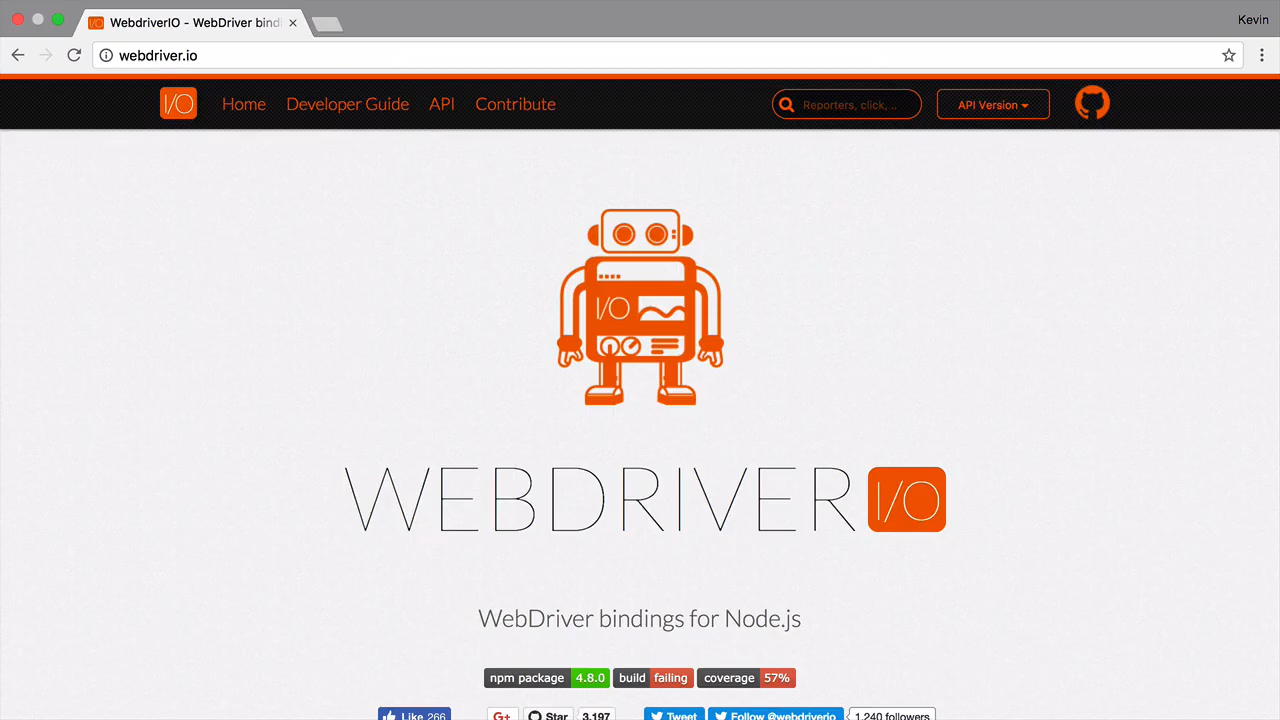 WebdriverIO - WebDriver bind
Kevin
webdriver.io
I/O Home Developer Guide API Contribute Reporters, click, .. API Version
I/O
WEBDRIVER I/O
WebDriver bindings for Node.js
npm package 4.8.0 build failing coverage 57%
Like 266 G+ Star 3,197 Tweet Follow @webdriverio 1,240 followers